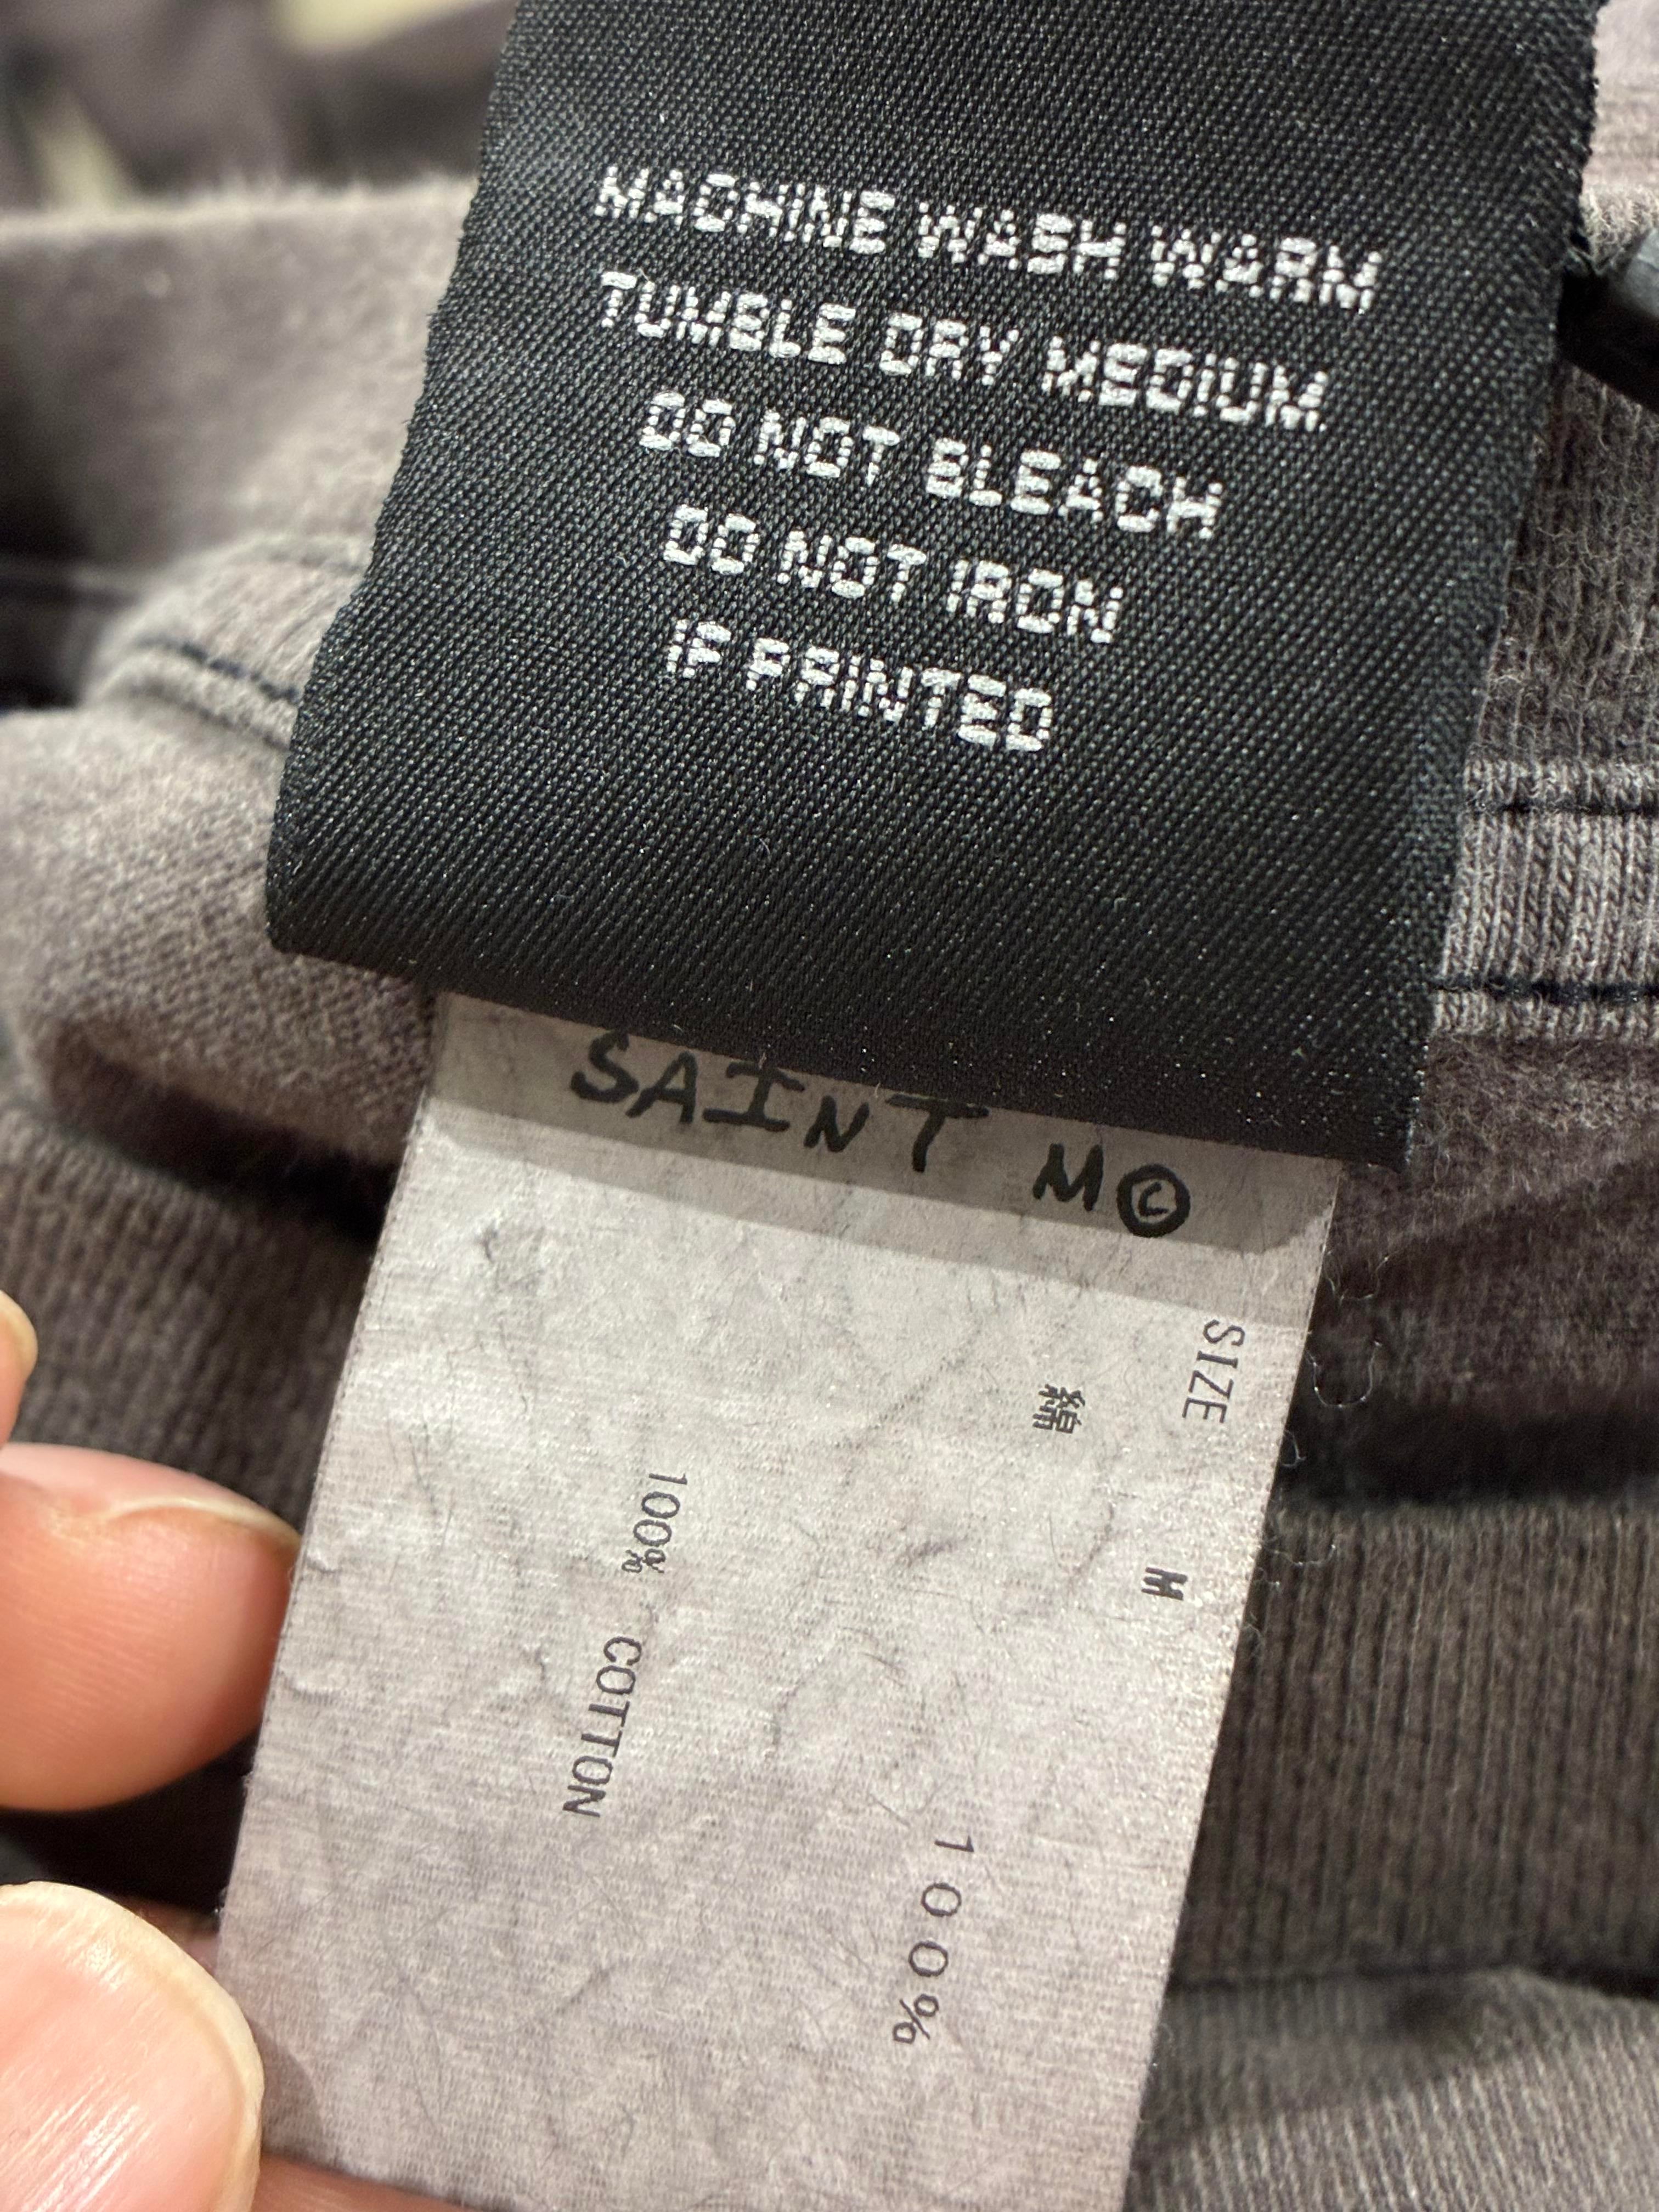 MACHINE WASH WARM
TUMBLE DRY MEDIUM
DO NOT BLEACH
DO NOT IRON
IF PRINTED
SAINT M©
SIZE M
綿 100%
100% COTTON